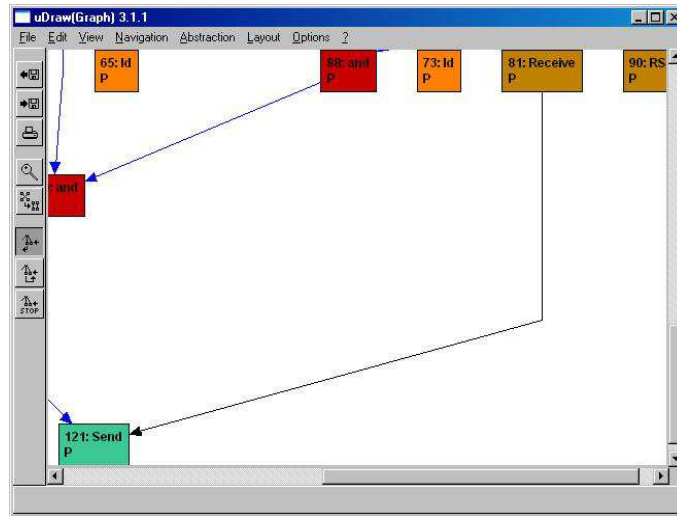 uDraw(Graph) 3.1.1
File Edit View Navigation Abstraction Layout Options ?
65: Id
P
88: and
P
73: Id
P
81: Receive
P
90: RS
P
: and
STOP
121: Send
P